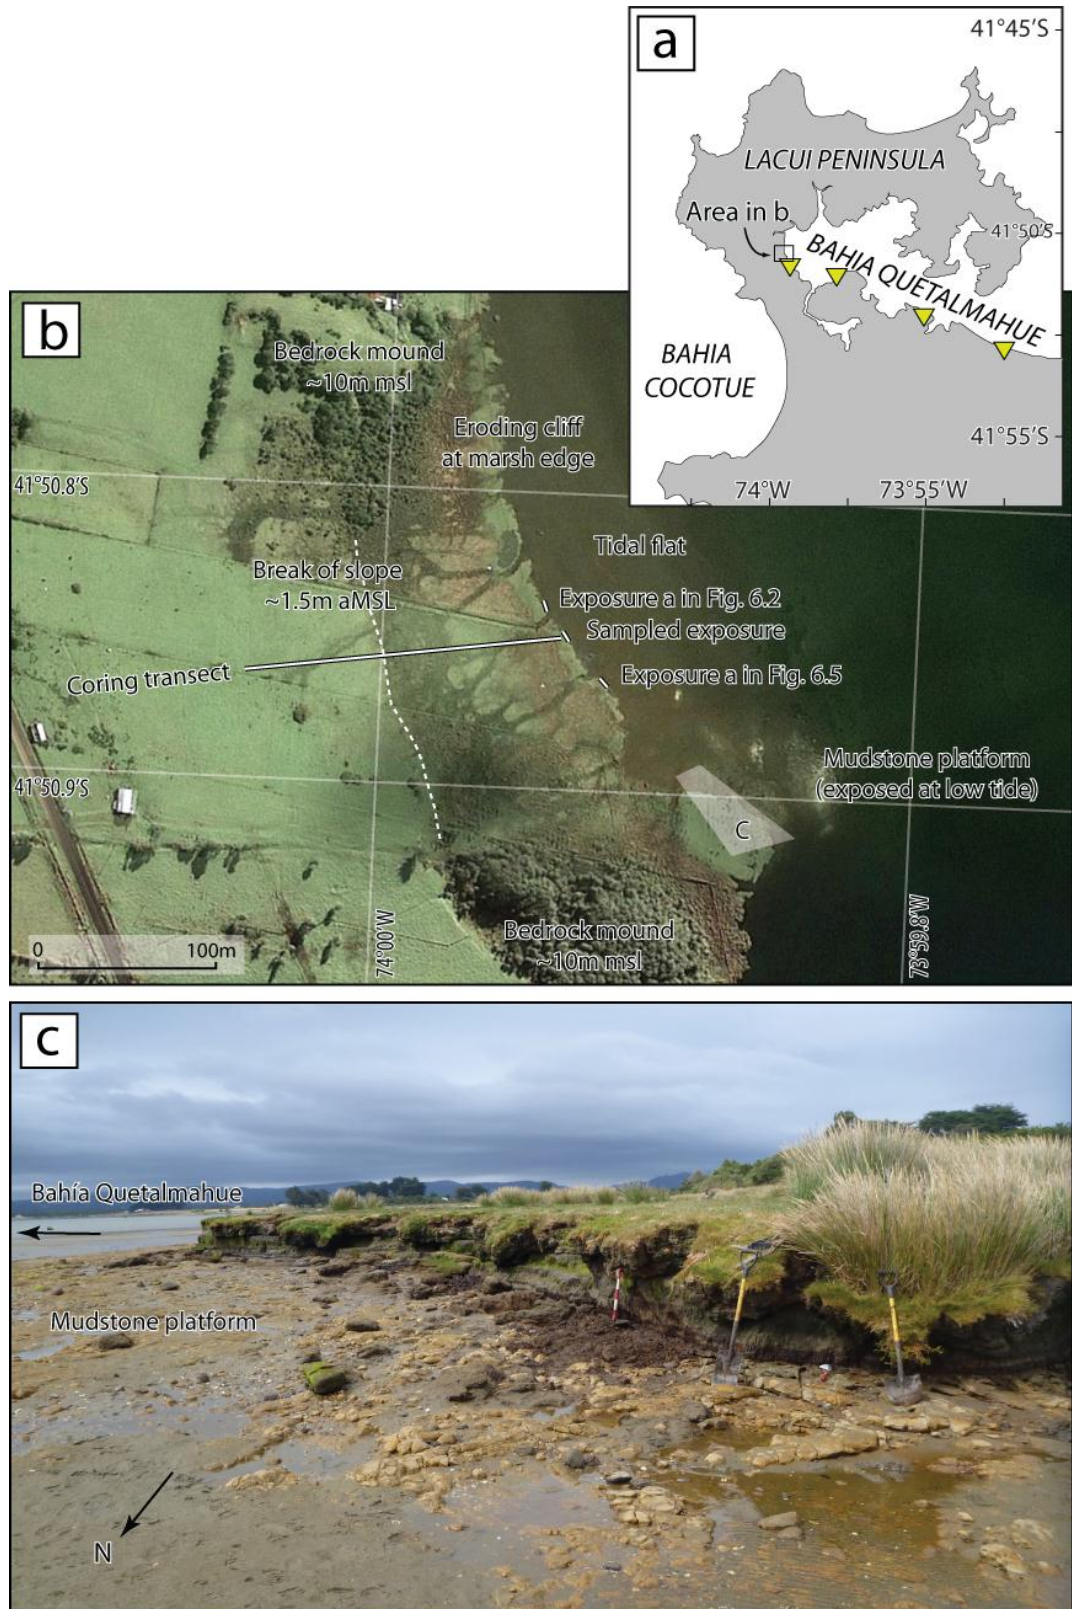 a
41°45'S
LACUI PENINSULA
Area in b
41°50'S
BAHIA QUETALMAHUE
BAHIA
COCOTUE
41°55'S
74°W
73°55'W
b
Bedrock mound
~10m msl
Eroding cliff
at marsh edge
41°50.8'S
Tidal flat
Break of slope
~1.5m aMSL
Exposure a in Fig. 6.2
Sampled exposure
Coring transect
Exposure a in Fig. 6.5
Mudstone platform
(exposed at low tide)
41°50.9'S
C
Bedrock mound
~10m msl
74°00'W
73°59.8'W
0
100m
c
Bahía Quetalmahue
Mudstone platform
N